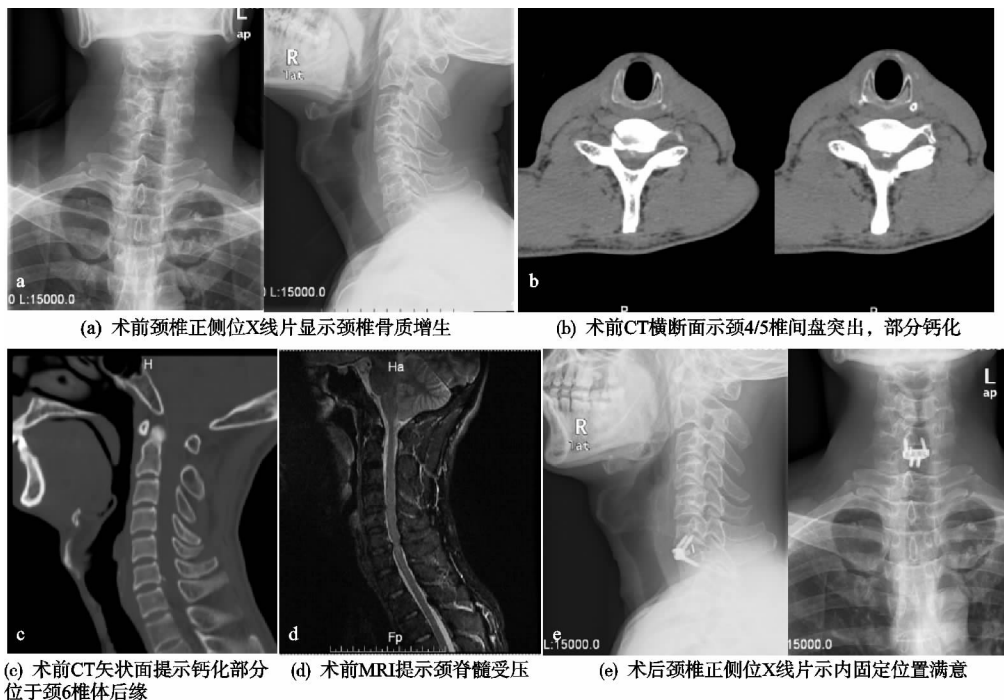 L
ap
R
lat
a
0 L:15000.0
L:15000.0
b
(a) 术前颈椎正侧位X线片显示颈椎骨质增生
(b) 术前CT横断面示颈4/5椎间盘突出，部分钙化
H
c
Ha
d
Fp
R
lat
e
15000.0
L
ap
0 L:15000.0
(c) 术前CT矢状面提示钙化部分
位于颈6椎体后缘
(d) 术前MRI提示颈脊髓受压
(e) 术后颈椎正侧位X线片示内固定位置满意